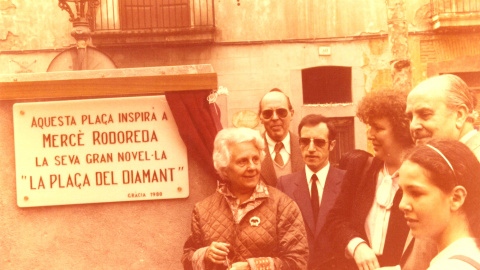 AQUESTA PLAÇA INSPIRÀ A
MERCÈ RODOREDA
LA SEVA GRAN NOVEL·LA
"LA PLAÇA DEL DIAMANT"
GRÀCIA 1980